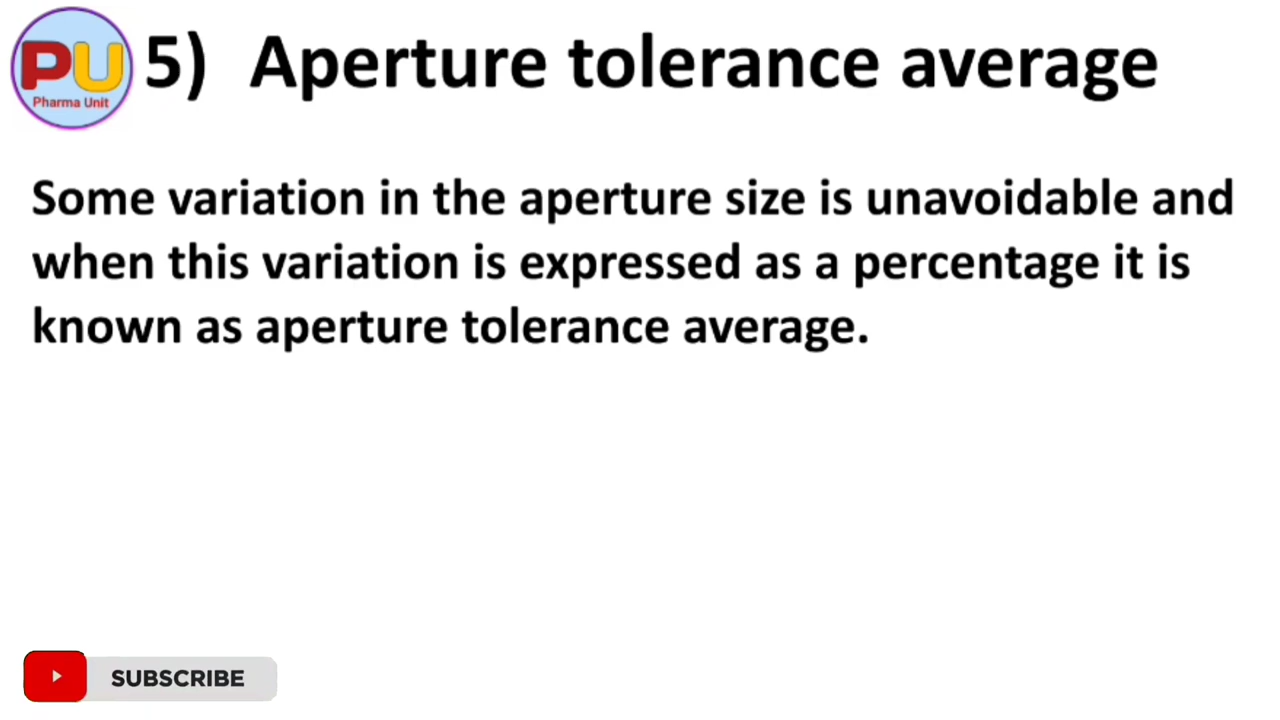 PU
Pharma Unit
5) Aperture tolerance average
Some variation in the aperture size is unavoidable and
when this variation is expressed as a percentage it is
known as aperture tolerance average.
SUBSCRIBE